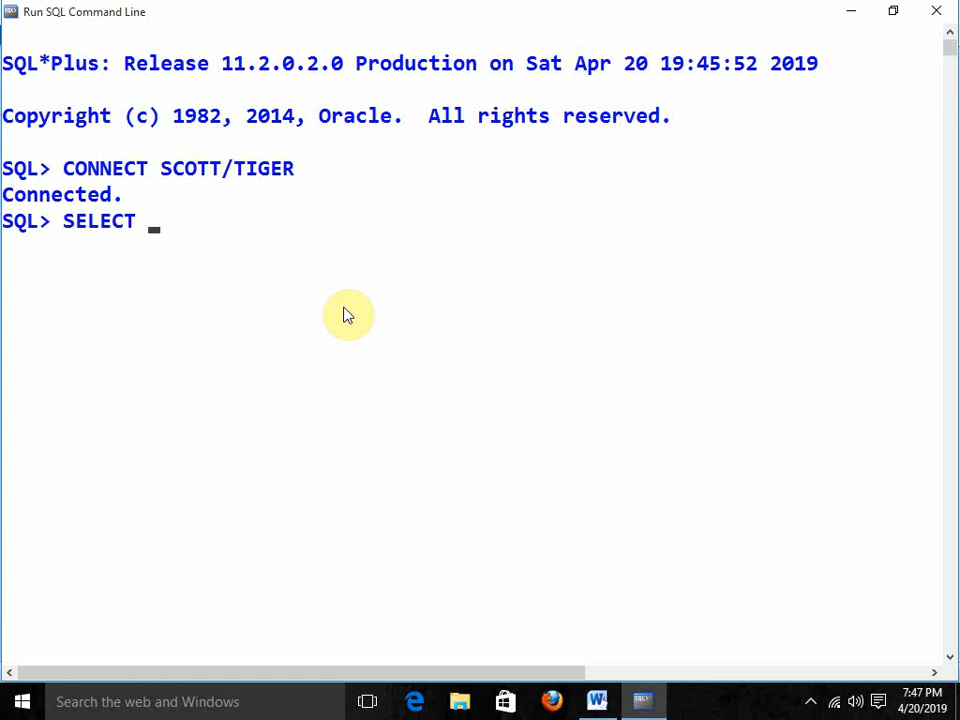 Run SQL Command Line
SQL*Plus: Release 11.2.0.2.0 Production on Sat Apr 20 19:45:52 2019
Copyright (c) 1982, 2014, Oracle.  All rights reserved.
SQL> CONNECT SCOTT/TIGER
Connected.
SQL> SELECT _
Search the web and Windows
7:47 PM
4/20/2019